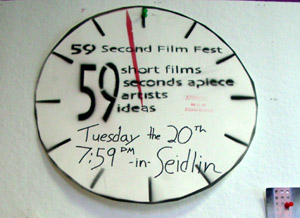 59 Second Film Fest
59 short films
seconds apiece
artists
ideas
Tuesday the 20TH
7:59 PM -in- Seidlin